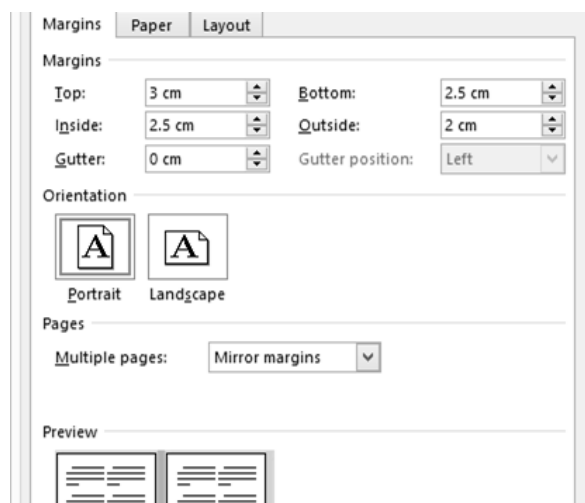 Margins Paper Layout
Margins
Top: 3 cm Bottom: 2.5 cm
Inside: 2.5 cm Outside: 2 cm
Gutter: 0 cm Gutter position: Left
Orientation
A A
Portrait Landscape
Pages
Multiple pages: Mirror margins
Preview